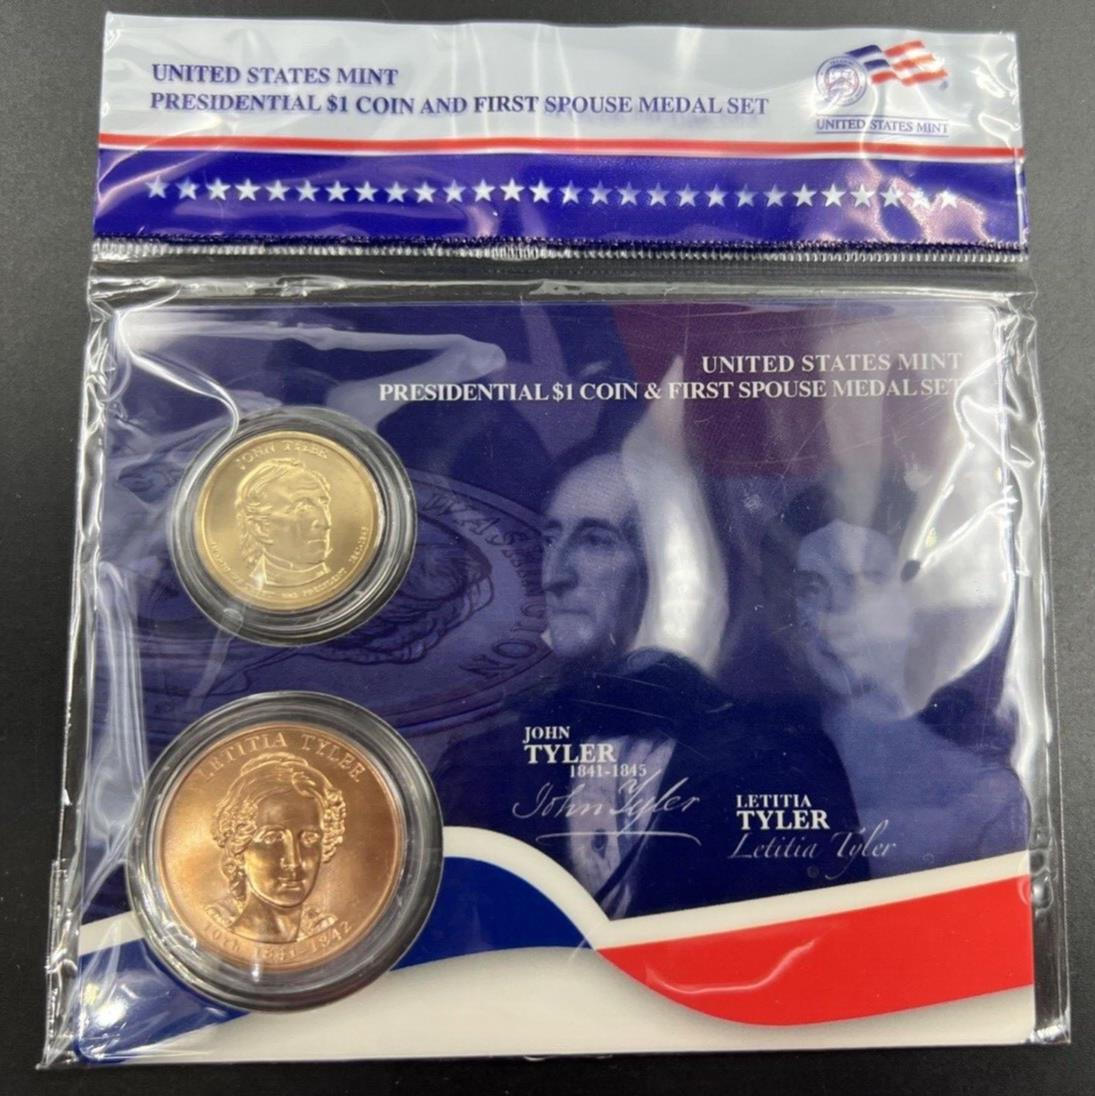 UNITED STATES MINT
PRESIDENTIAL $1 COIN AND FIRST SPOUSE MEDAL SET
UNITED STATES MINT
UNITED STATES MINT
PRESIDENTIAL $1 COIN & FIRST SPOUSE MEDAL SET
JOHN TYLER
WASHINGTON
JOHN
TYLER
1841-1845
John Tyler
LETITIA
TYLER
Letitia Tyler
LETITIA TYLER
10th 1841-1842